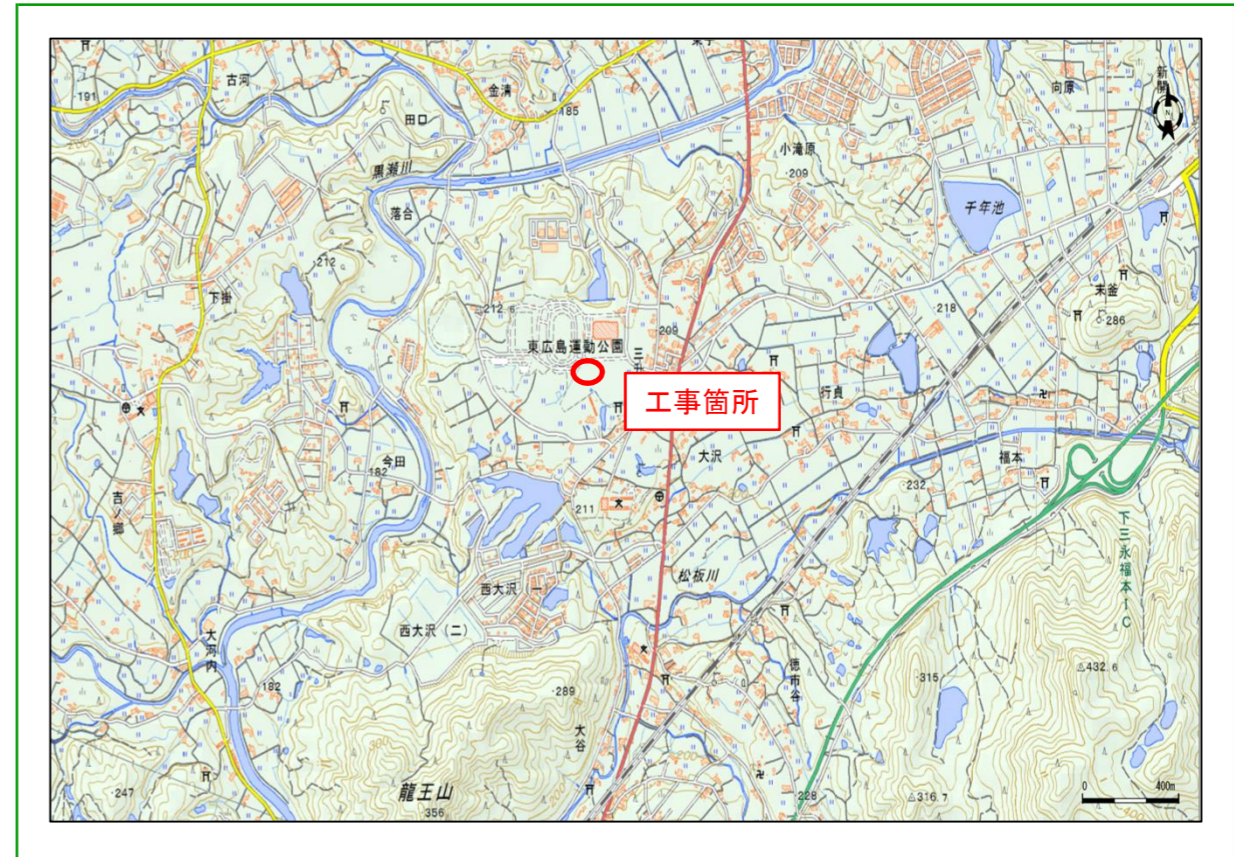 古河
・191
金清
・185
田口
向原
新開
N
黒瀬川
小滝原
・209
落合
千年池
・212
下掛
△212.6
209
218
末釜
・286
東広島運動公園
三升
工事箇所
行貞
大沢
今田
182
福本
・232
吉ノ郷
211
下三永福本IC
松板川
西大沢(一)
西大沢(二)
大河内
・182
徳市谷
△432.6
・289
・315
大谷
龍王山
356
・247
228
△316.7
0 400m